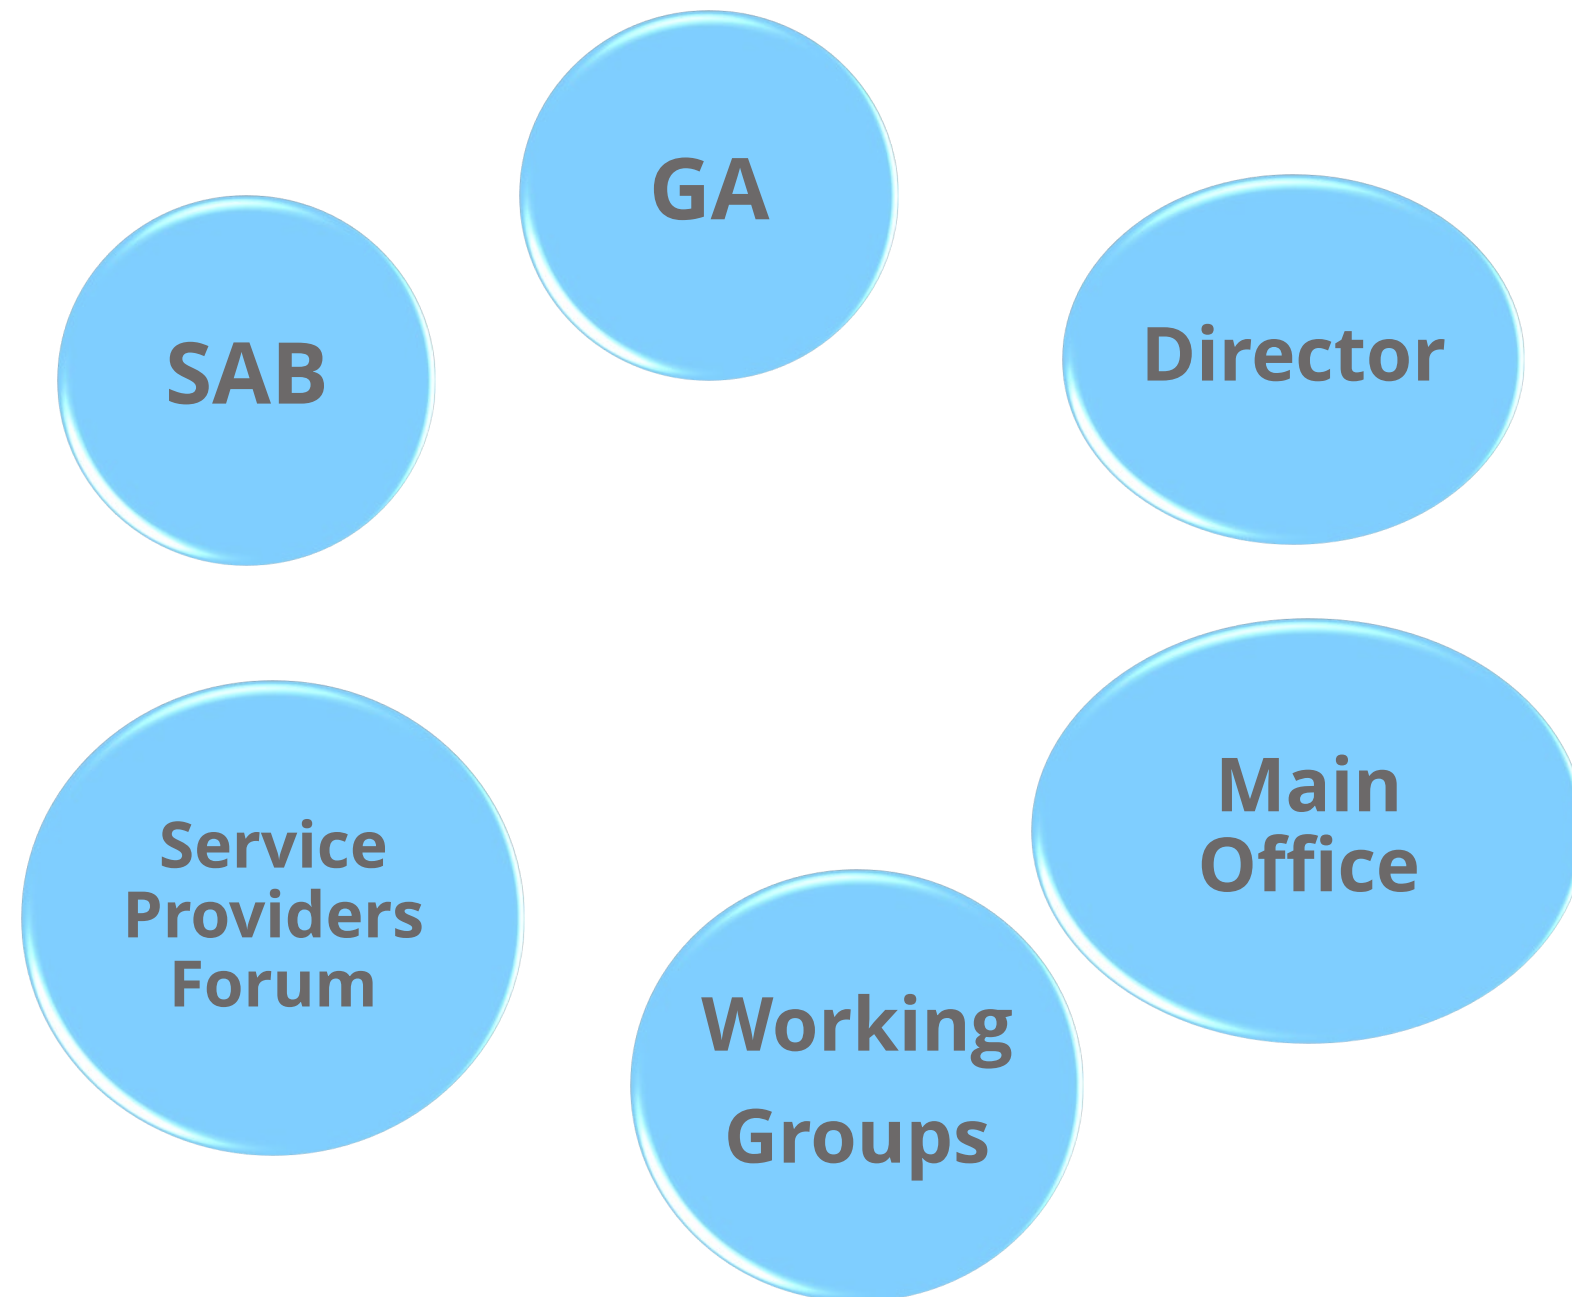 GA
SAB
Director
Main
Office
Service
Providers
Forum
Working
Groups